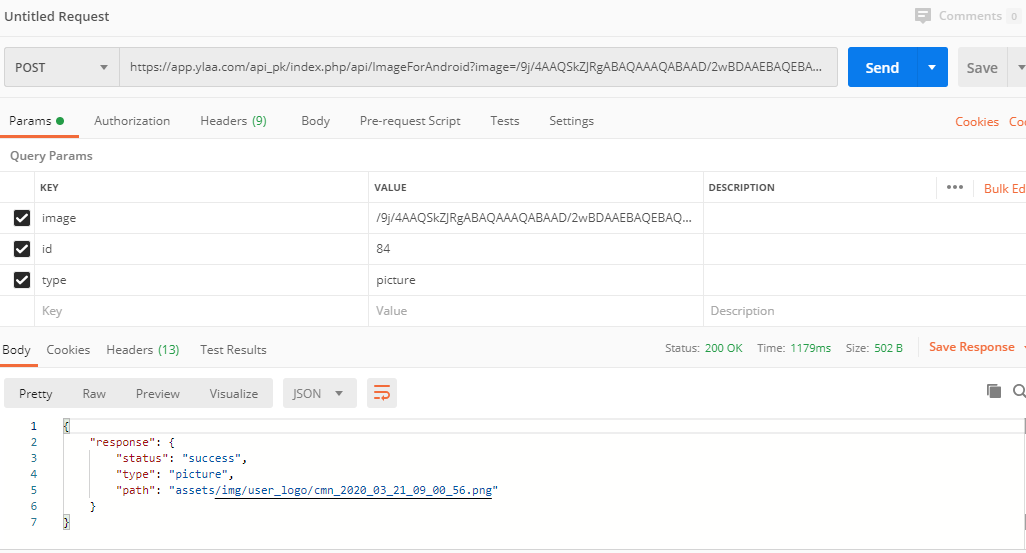 Untitled Request
Comments 0
POST https://app.ylaa.com/api_pk/index.php/api/ImageForAndroid?image=/9j/4AAQSkZJRgABAQAAAQABAAD/2wBDAAEBAQEBA... Send Save
Params Authorization Headers (9) Body Pre-request Script Tests Settings Cookies Co
Query Params
KEY VALUE DESCRIPTION ••• Bulk Ed
image /9j/4AAQSkZJRgABAQAAAQABAAD/2wBDAAEBAQEBAQ...
id 84
type picture
Key Value Description
Body Cookies Headers (13) Test Results Status: 200 OK Time: 1179ms Size: 502 B Save Response
Pretty Raw Preview Visualize JSON
1 {
2 "response": {
3 "status": "success",
4 "type": "picture",
5 "path": "assets/img/user_logo/cmn_2020_03_21_09_00_56.png"
6 }
7 }